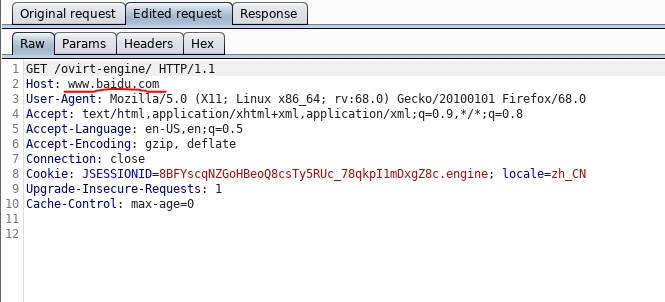 Original request Edited request Response
Raw Params Headers Hex
1 GET /ovirt-engine/ HTTP/1.1
2 Host: www.baidu.com
3 User-Agent: Mozilla/5.0 (X11; Linux x86_64; rv:68.0) Gecko/20100101 Firefox/68.0
4 Accept: text/html,application/xhtml+xml,application/xml;q=0.9,*/*;q=0.8
5 Accept-Language: en-US,en;q=0.5
6 Accept-Encoding: gzip, deflate
7 Connection: close
8 Cookie: JSESSIONID=8BFYscqNZGoHBeoQ8csTy5RUc_78qkpI1mDxgZ8c.engine; locale=zh_CN
9 Upgrade-Insecure-Requests: 1
10 Cache-Control: max-age=0
11
12